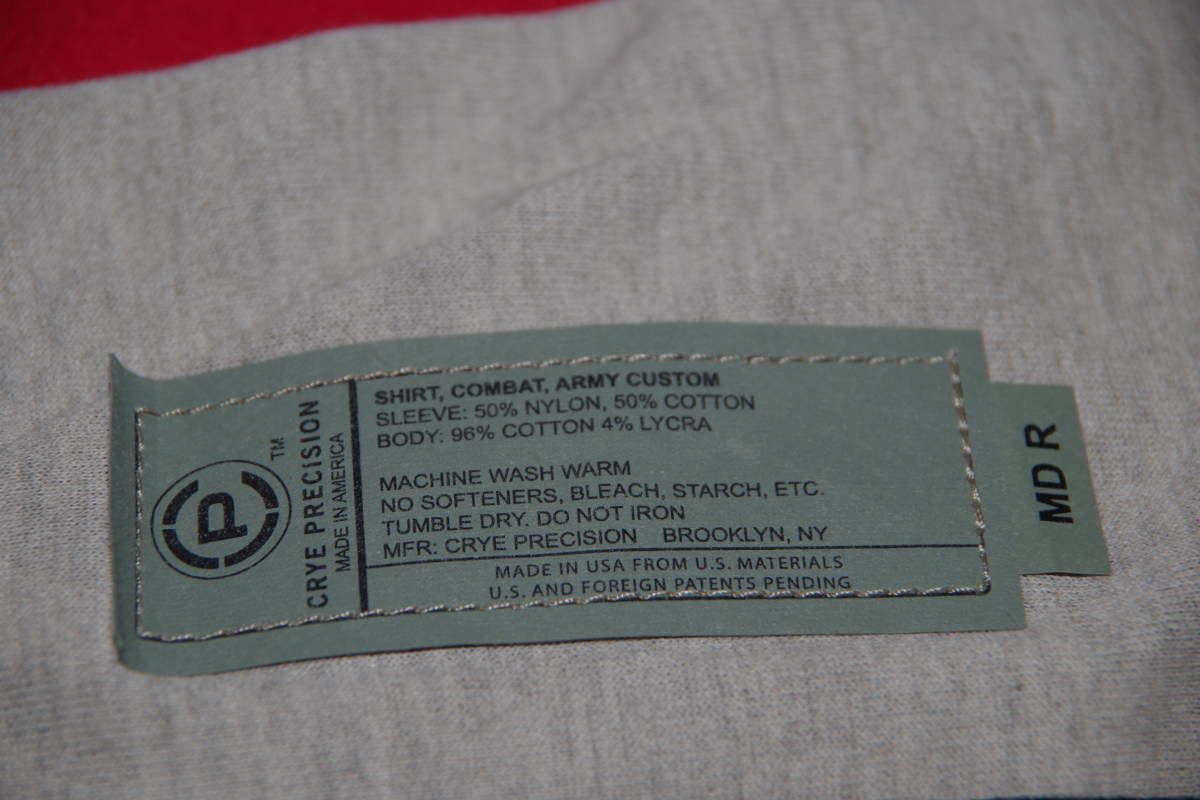 P
TM
CRYE PRECISION
MADE IN AMERICA
SHIRT, COMBAT, ARMY CUSTOM
SLEEVE: 50% NYLON, 50% COTTON
BODY: 96% COTTON 4% LYCRA
MACHINE WASH WARM
NO SOFTENERS, BLEACH, STARCH, ETC.
TUMBLE DRY. DO NOT IRON
MFR: CRYE PRECISION BROOKLYN, NY
MADE IN USA FROM U.S. MATERIALS
U.S. AND FOREIGN PATENTS PENDING
MD R